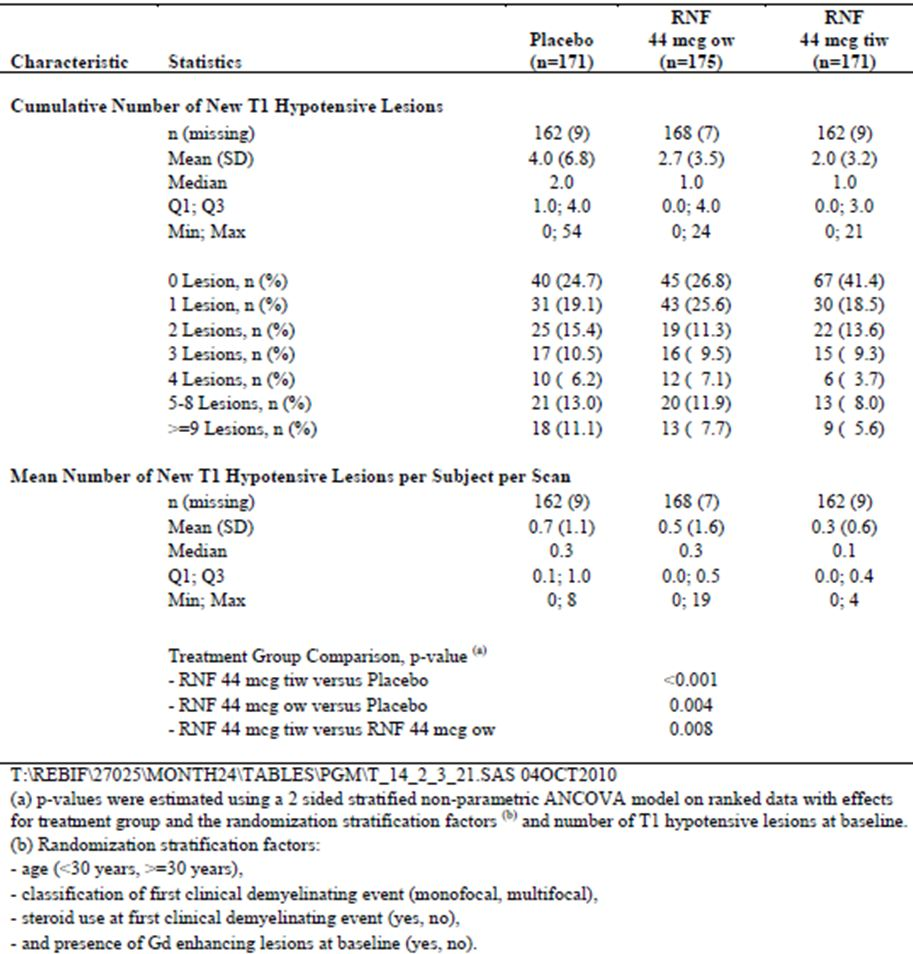 Characteristic Statistics Placebo (n=171) RNF 44 mcg ow (n=175) RNF 44 mcg tiw (n=171)
Cumulative Number of New T1 Hypotensive Lesions
n (missing) 162 (9) 168 (7) 162 (9)
Mean (SD) 4.0 (6.8) 2.7 (3.5) 2.0 (3.2)
Median 2.0 1.0 1.0
Q1; Q3 1.0; 4.0 0.0; 4.0 0.0; 3.0
Min; Max 0; 54 0; 24 0; 21
0 Lesion, n (%) 40 (24.7) 45 (26.8) 67 (41.4)
1 Lesion, n (%) 31 (19.1) 43 (25.6) 30 (18.5)
2 Lesions, n (%) 25 (15.4) 19 (11.3) 22 (13.6)
3 Lesions, n (%) 17 (10.5) 16 ( 9.5) 15 ( 9.3)
4 Lesions, n (%) 10 ( 6.2) 12 ( 7.1) 6 ( 3.7)
5-8 Lesions, n (%) 21 (13.0) 20 (11.9) 13 ( 8.0)
>=9 Lesions, n (%) 18 (11.1) 13 ( 7.7) 9 ( 5.6)
Mean Number of New T1 Hypotensive Lesions per Subject per Scan
n (missing) 162 (9) 168 (7) 162 (9)
Mean (SD) 0.7 (1.1) 0.5 (1.6) 0.3 (0.6)
Median 0.3 0.3 0.1
Q1; Q3 0.1; 1.0 0.0; 0.5 0.0; 0.4
Min; Max 0; 8 0; 19 0; 4
Treatment Group Comparison, p-value (a)
- RNF 44 mcg tiw versus Placebo <0.001
- RNF 44 mcg ow versus Placebo 0.004
- RNF 44 mcg tiw versus RNF 44 mcg ow 0.008
T:\REBIF\27025\MONTH24\TABLES\PGM\T_14_2_3_21.SAS 04OCT2010
(a) p-values were estimated using a 2 sided stratified non-parametric ANCOVA model on ranked data with effects
for treatment group and the randomization stratification factors (b) and number of T1 hypotensive lesions at baseline.
(b) Randomization stratification factors:
- age (<30 years, >=30 years),
- classification of first clinical demyelinating event (monofocal, multifocal),
- steroid use at first clinical demyelinating event (yes, no),
- and presence of Gd enhancing lesions at baseline (yes, no).